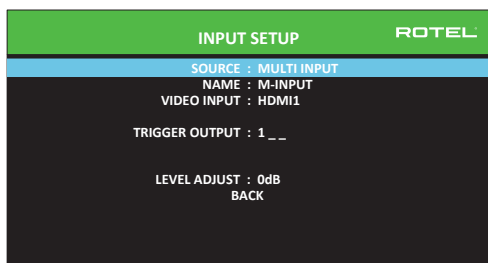 INPUT SETUP ROTEL
SOURCE : MULTI INPUT
NAME : M-INPUT
VIDEO INPUT : HDMI1
TRIGGER OUTPUT : 1 _ _
LEVEL ADJUST : 0dB
BACK